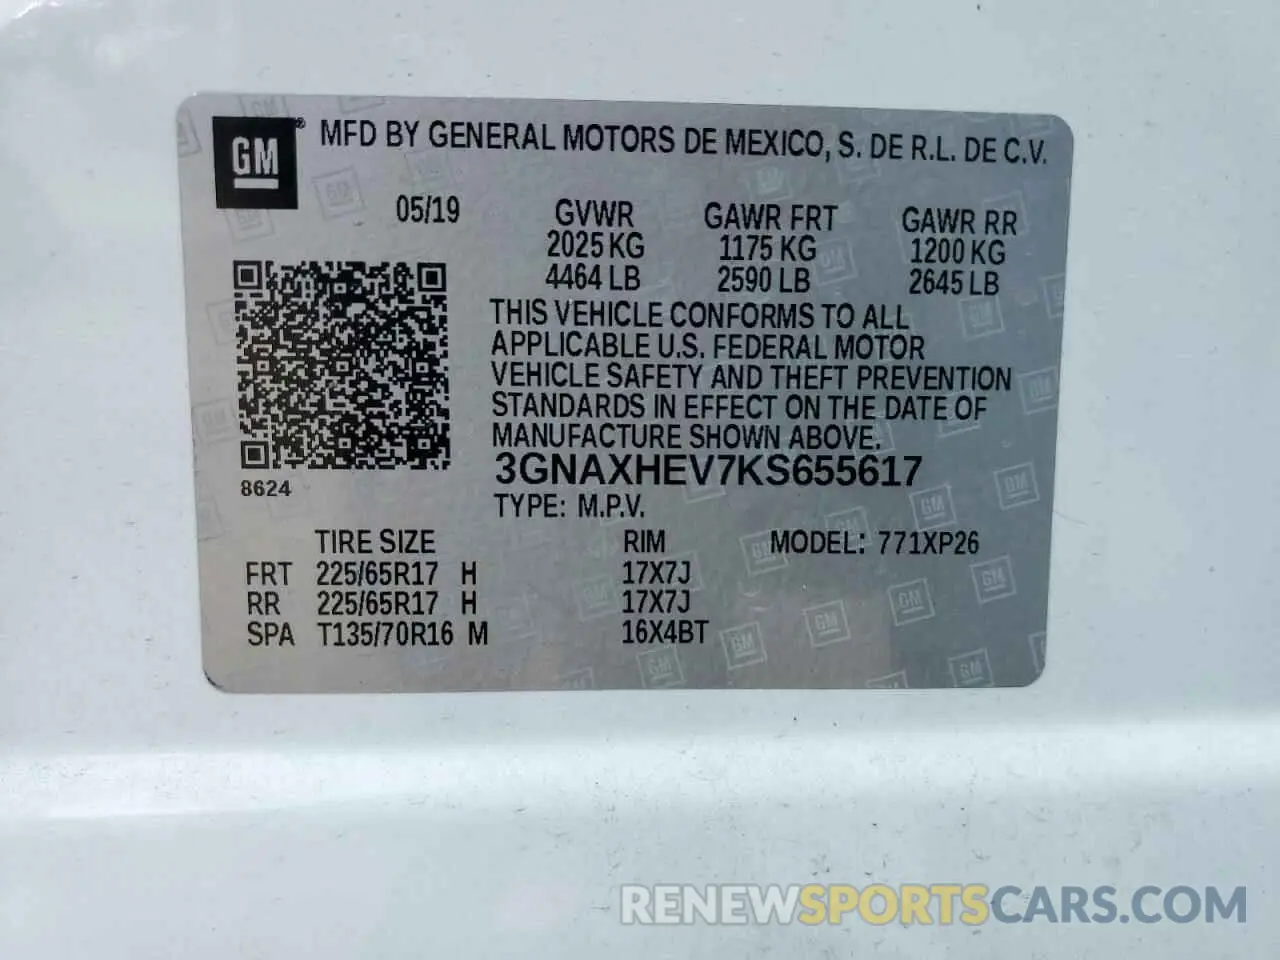 GM® MFD BY GENERAL MOTORS DE MEXICO, S. DE R.L. DE C.V.
05/19 GVWR GAWR FRT GAWR RR
2025 KG 1175 KG 1200 KG
4464 LB 2590 LB 2645 LB
THIS VEHICLE CONFORMS TO ALL
APPLICABLE U.S. FEDERAL MOTOR
VEHICLE SAFETY AND THEFT PREVENTION
STANDARDS IN EFFECT ON THE DATE OF
MANUFACTURE SHOWN ABOVE.
3GNAXHEV7KS655617
8624
TYPE: M.P.V.
TIRE SIZE RIM MODEL: 771XP26
FRT 225/65R17 H 17X7J
RR 225/65R17 H 17X7J
SPA T135/70R16 M 16X4BT
RENEWSPORTSCARS.COM